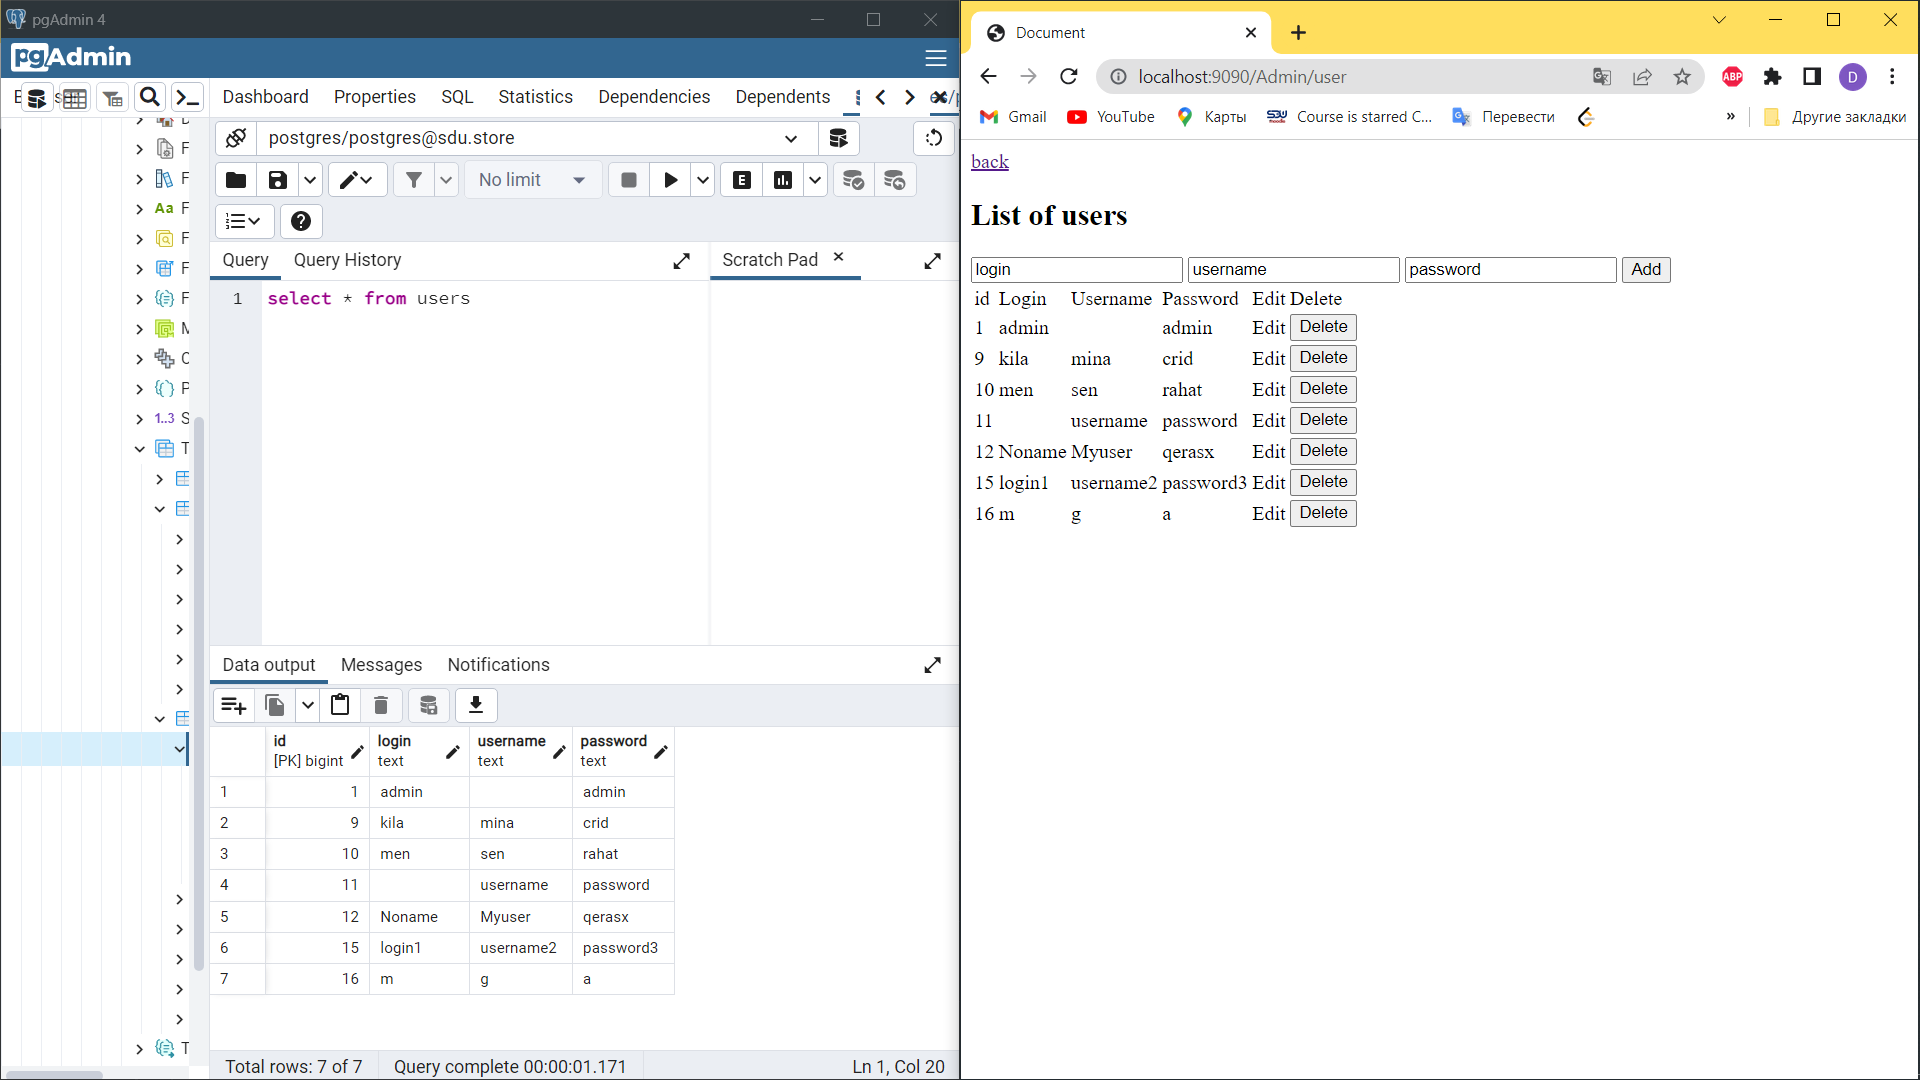 pgAdmin 4
pgAdmin
Dashboard Properties SQL Statistics Dependencies Dependents
postgres/postgres@sdu.store
No limit
E
Query Query History Scratch Pad
1 select * from users
F
F
Aa F
F
F
F
M
C
P
1..3 S
T
T
Data output Messages Notifications
id login username password
[PK] bigint text text text
1 1 admin admin
2 9 kila mina crid
3 10 men sen rahat
4 11 username password
5 12 Noname Myuser qerasx
6 15 login1 username2 password3
7 16 m g a
Total rows: 7 of 7 Query complete 00:00:01.171 Ln 1, Col 20
Document
localhost:9090/Admin/user
ABP
D
Gmail YouTube Карты Course is starred C... Перевести » Другие закладки
back
List of users
login username password Add
id Login Username Password Edit Delete
1 admin admin Edit Delete
9 kila mina crid Edit Delete
10 men sen rahat Edit Delete
11 username password Edit Delete
12 Noname Myuser qerasx Edit Delete
15 login1 username2 password3 Edit Delete
16 m g a Edit Delete